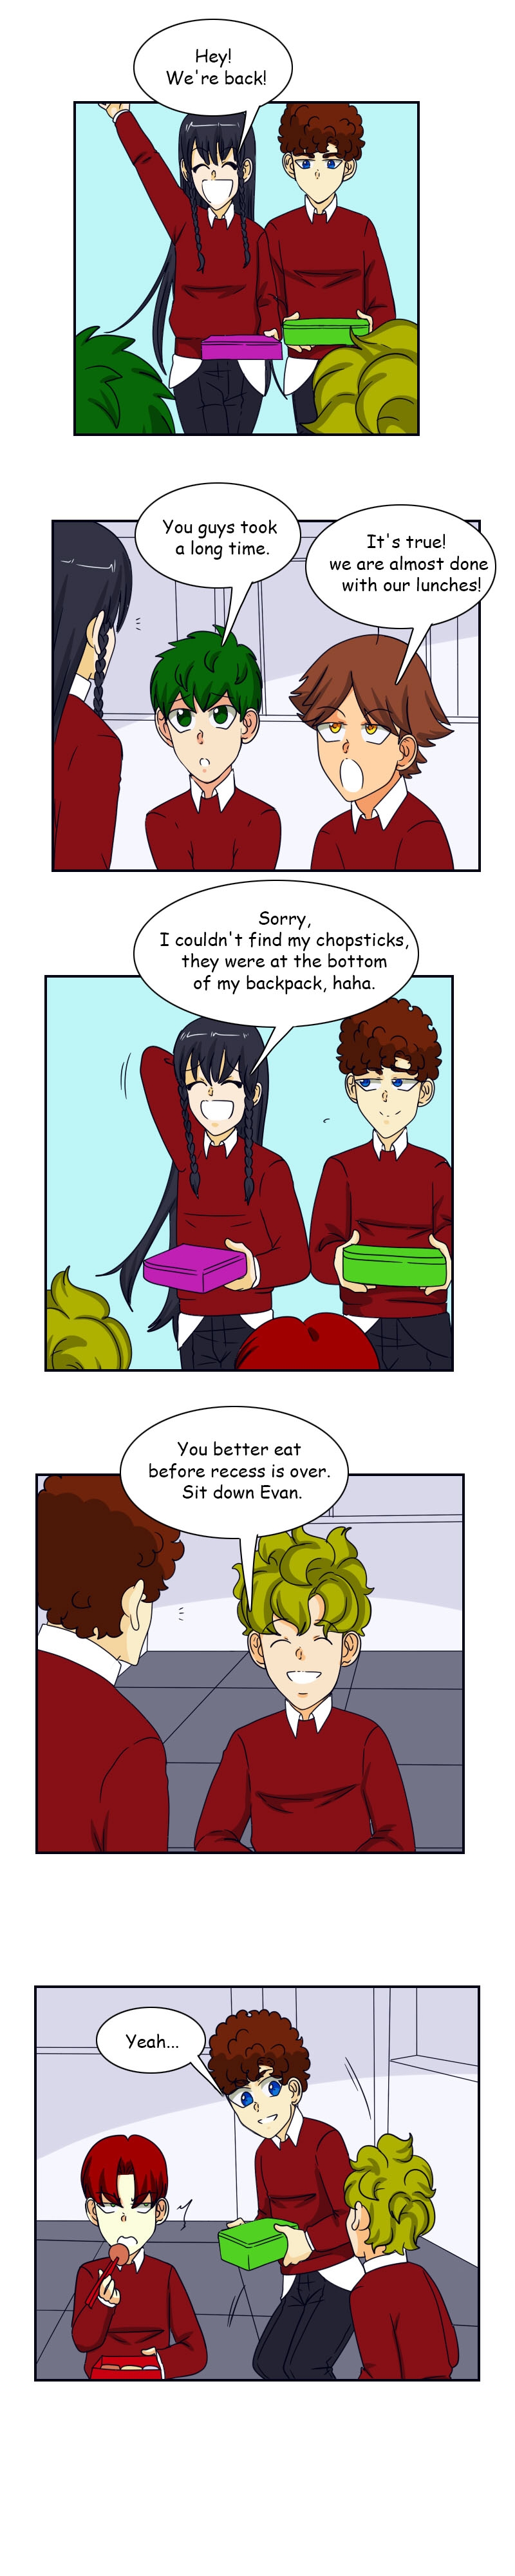 Hey!
We're back!
You guys took
a long time.
It's true!
we are almost done
with our lunches!
Sorry,
I couldn't find my chopsticks,
they were at the bottom
of my backpack, haha.
You better eat
before recess is over.
Sit down Evan.
Yeah...